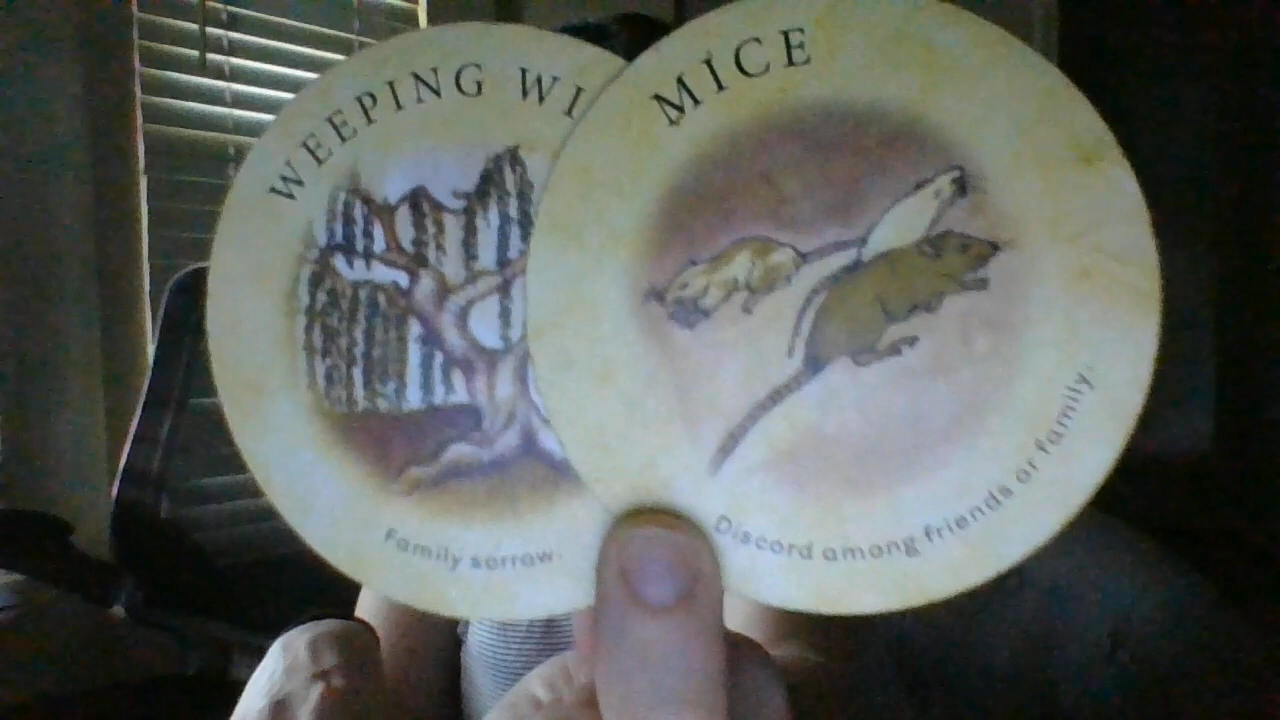 WEEPING WI
Family sorrow.
MICE
Discord among friends or family.